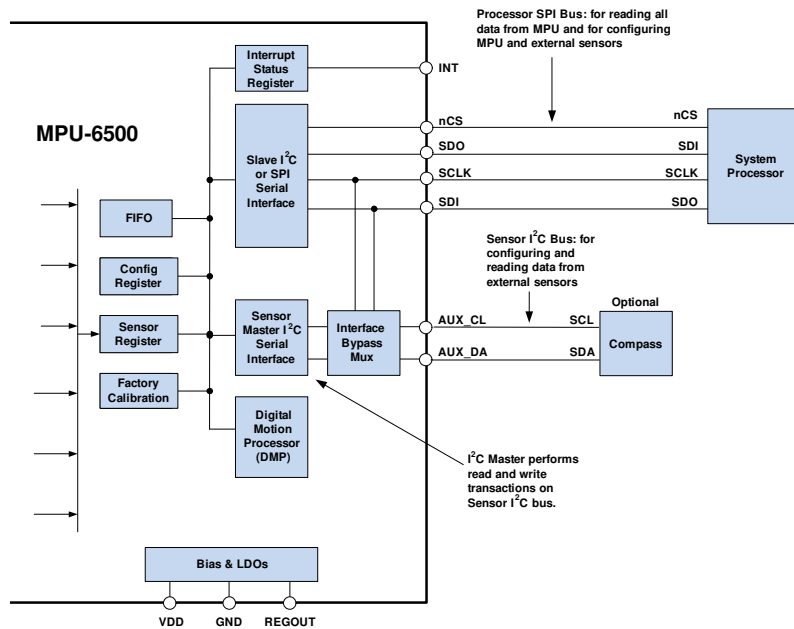 Processor SPI Bus: for reading all
data from MPU and for configuring
MPU and external sensors
MPU-6500
Interrupt
Status
Register
INT
Slave I²C
or SPI
Serial
Interface
nCS
nCS
SDO
SDI
SCLK
SCLK
SDI
SDO
System
Processor
FIFO
Config
Register
Sensor
Register
Factory
Calibration
Sensor I²C Bus: for
configuring and
reading data from
external sensors
Sensor
Master I²C
Serial
Interface
Interface
Bypass
Mux
AUX_CL
SCL
AUX_DA
SDA
Optional
Compass
Digital
Motion
Processor
(DMP)
I²C Master performs
read and write
transactions on
Sensor I²C bus.
Bias & LDOs
VDD
GND
REGOUT